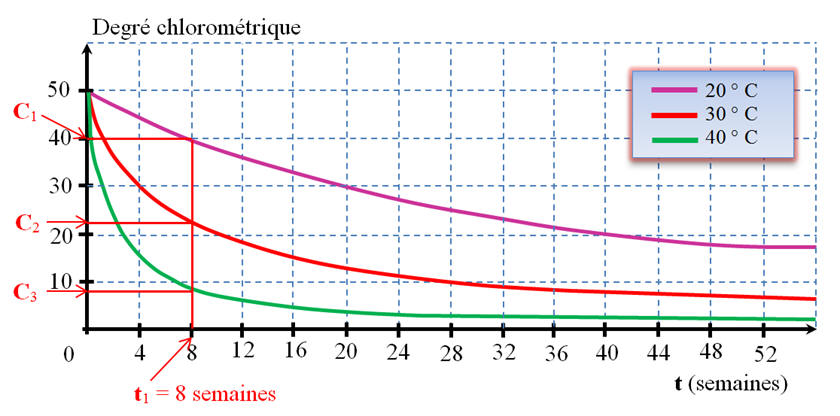 Degré chlorométrique
50
40
30
20
10
0
C1
C2
C3
20 ° C
30 ° C
40 ° C
4 8 12 16 20 24 28 32 36 40 44 48 52
t (semaines)
t1 = 8 semaines